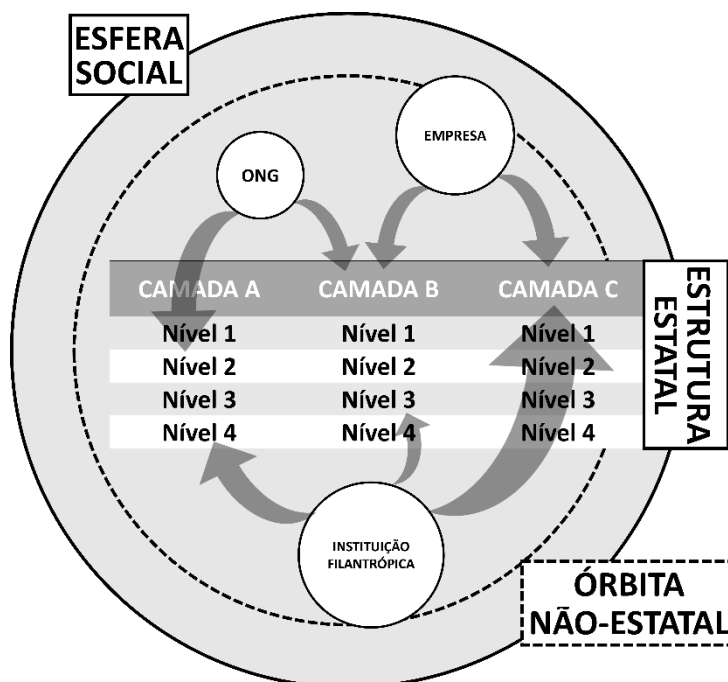 ESFERA
SOCIAL
EMPRESA
ONG
CAMADA A CAMADA B CAMADA C
Nível 1 Nível 1 Nível 1
Nível 2 Nível 2 Nível 2
Nível 3 Nível 3 Nível 3
Nível 4 Nível 4 Nível 4
ESTRUTURA
ESTATAL
INSTITUIÇÃO
FILANTRÓPICA
ÓRBITA
NÃO-ESTATAL